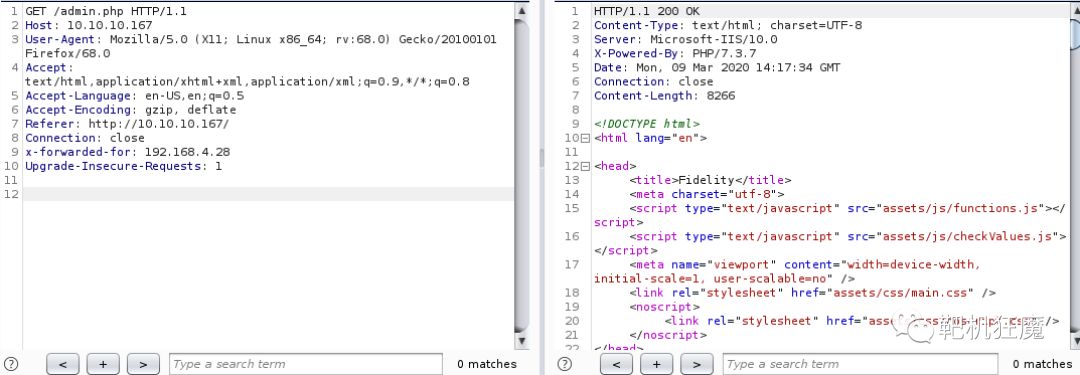 1 GET /admin.php HTTP/1.1
2 Host: 10.10.10.167
3 User-Agent: Mozilla/5.0 (X11; Linux x86_64; rv:68.0) Gecko/20100101
Firefox/68.0
4 Accept:
text/html,application/xhtml+xml,application/xml;q=0.9,*/*;q=0.8
5 Accept-Language: en-US,en;q=0.5
6 Accept-Encoding: gzip, deflate
7 Referer: http://10.10.10.167/
8 Connection: close
9 x-forwarded-for: 192.168.4.28
10 Upgrade-Insecure-Requests: 1
11
12
? < + > Type a search term 0 matches
1 HTTP/1.1 200 OK
2 Content-Type: text/html; charset=UTF-8
3 Server: Microsoft-IIS/10.0
4 X-Powered-By: PHP/7.3.7
5 Date: Mon, 09 Mar 2020 14:17:34 GMT
6 Connection: close
7 Content-Length: 8266
8
9 <!DOCTYPE html>
10 <html lang="en">
11
12 <head>
13 <title>Fidelity</title>
14 <meta charset="utf-8">
15 <script type="text/javascript" src="assets/js/functions.js"></
script>
16 <script type="text/javascript" src="assets/js/checkValues.js">
</script>
17 <meta name="viewport" content="width=device-width,
initial-scale=1, user-scalable=no" />
18 <link rel="stylesheet" href="assets/css/main.css" />
19 <noscript>
20 <link rel="stylesheet" href="assets />
21 </noscript>
22 </head>
靶机狂魔
? < + > Type a search term 0 matches